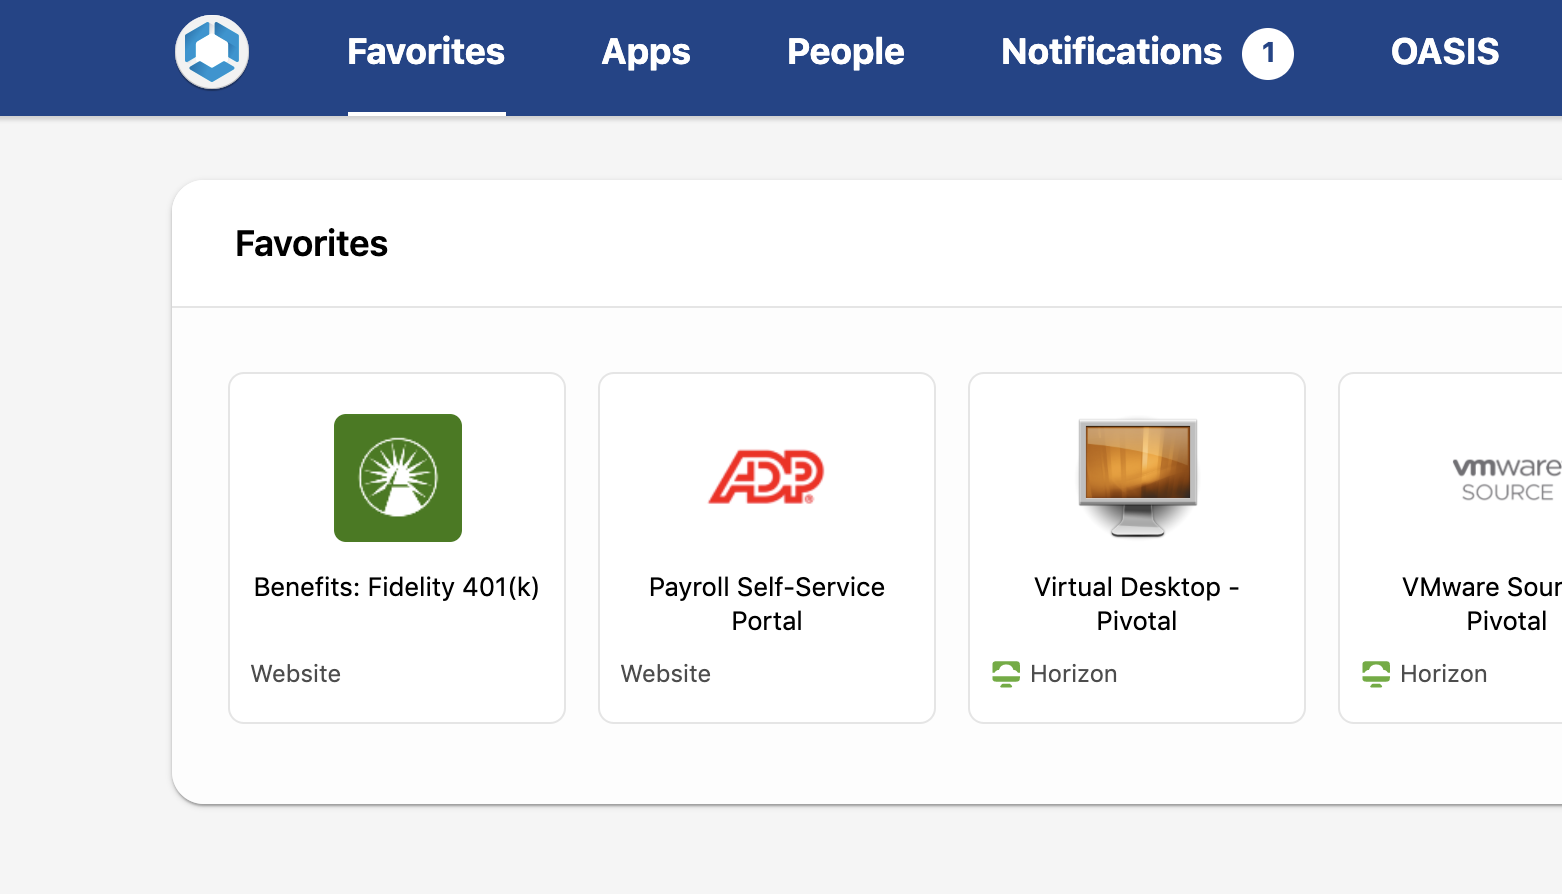 Favorites Apps People Notifications 1 OASIS
Favorites
ADP
vmware
SOURCE
Benefits: Fidelity 401(k)
Payroll Self-Service
Portal
Virtual Desktop -
Pivotal
VMware Sour
Pivotal
Website
Website
Horizon
Horizon